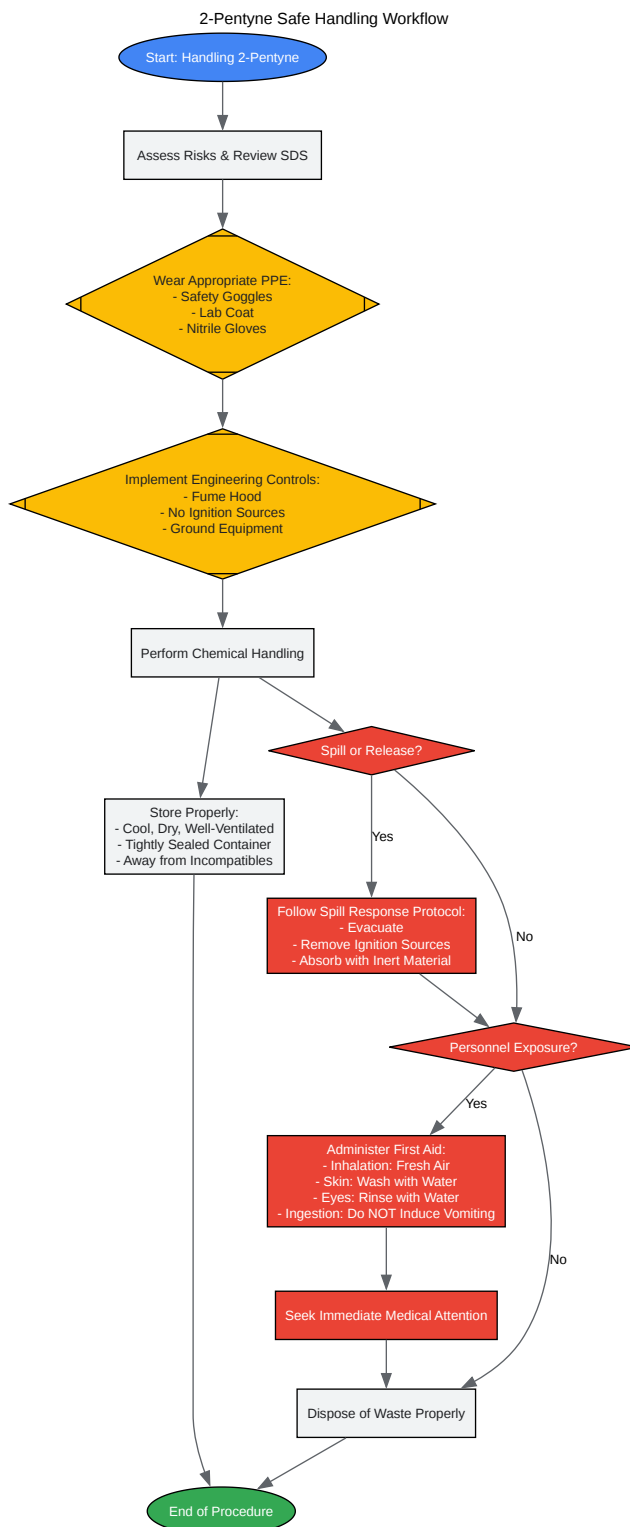 2-Pentyne Safe Handling Workflow
Start: Handling 2-Pentyne
Assess Risks & Review SDS
Wear Appropriate PPE:
- Safety Goggles
- Lab Coat
- Nitrile Gloves
Implement Engineering Controls:
- Fume Hood
- No Ignition Sources
- Ground Equipment
Perform Chemical Handling
Spill or Release?
Store Properly:
- Cool, Dry, Well-Ventilated
- Tightly Sealed Container
- Away from Incompatibles
Yes
Follow Spill Response Protocol:
- Evacuate
- Remove Ignition Sources
- Absorb with Inert Material
No
Personnel Exposure?
Yes
Administer First Aid:
- Inhalation: Fresh Air
- Skin: Wash with Water
- Eyes: Rinse with Water
- Ingestion: Do NOT Induce Vomiting
No
Seek Immediate Medical Attention
Dispose of Waste Properly
End of Procedure